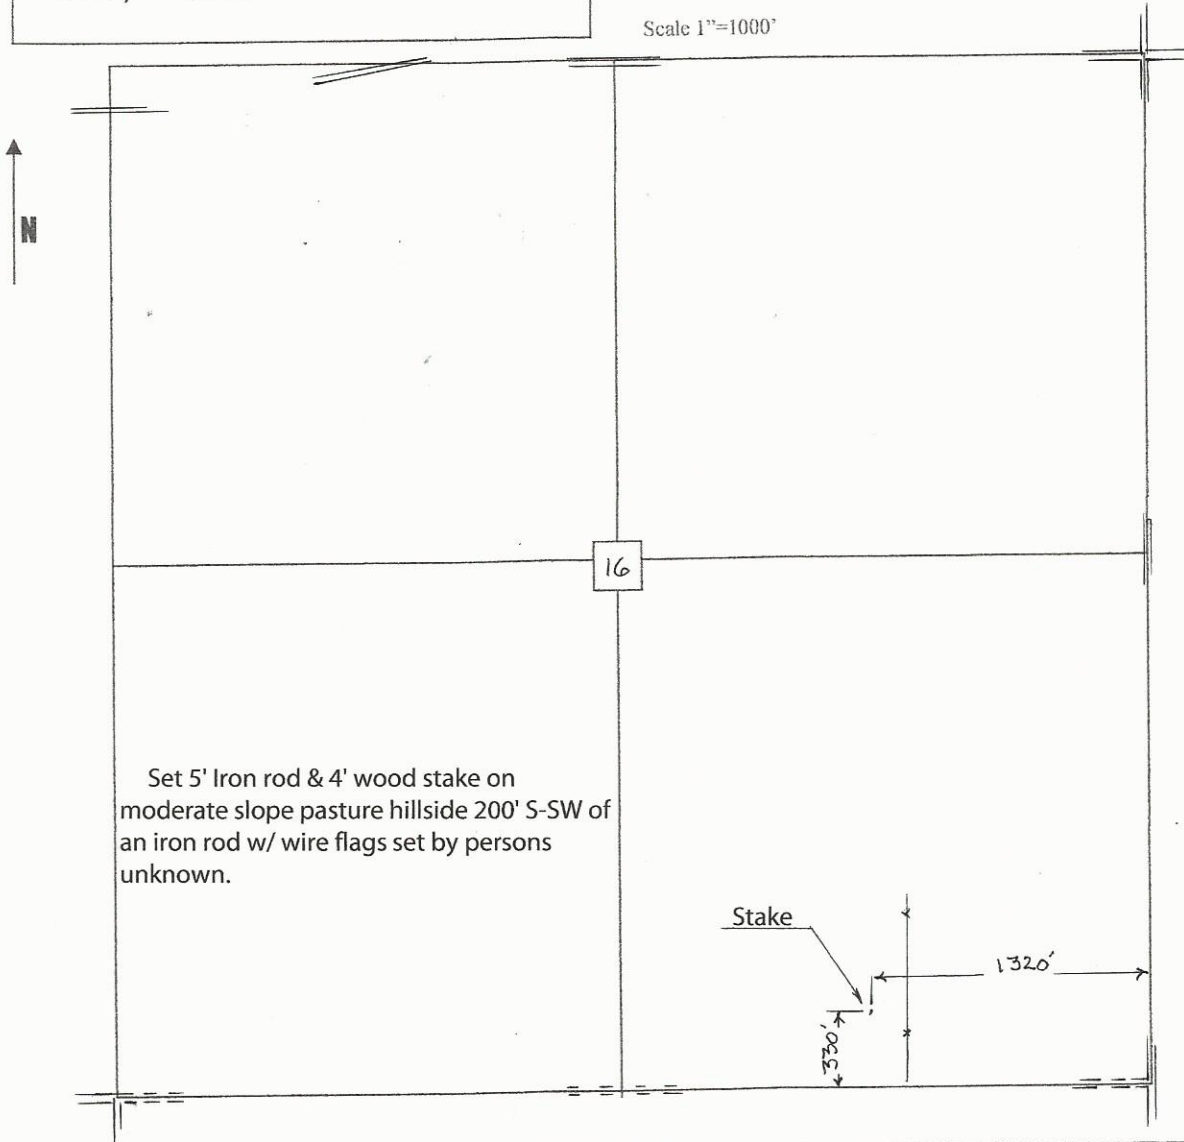 Scale 1”=1000’
N
16
Set 5' Iron rod & 4' wood stake on
moderate slope pasture hillside 200' S-SW of
an iron rod w/ wire flags set by persons
unknown.
Stake
1320'
330'